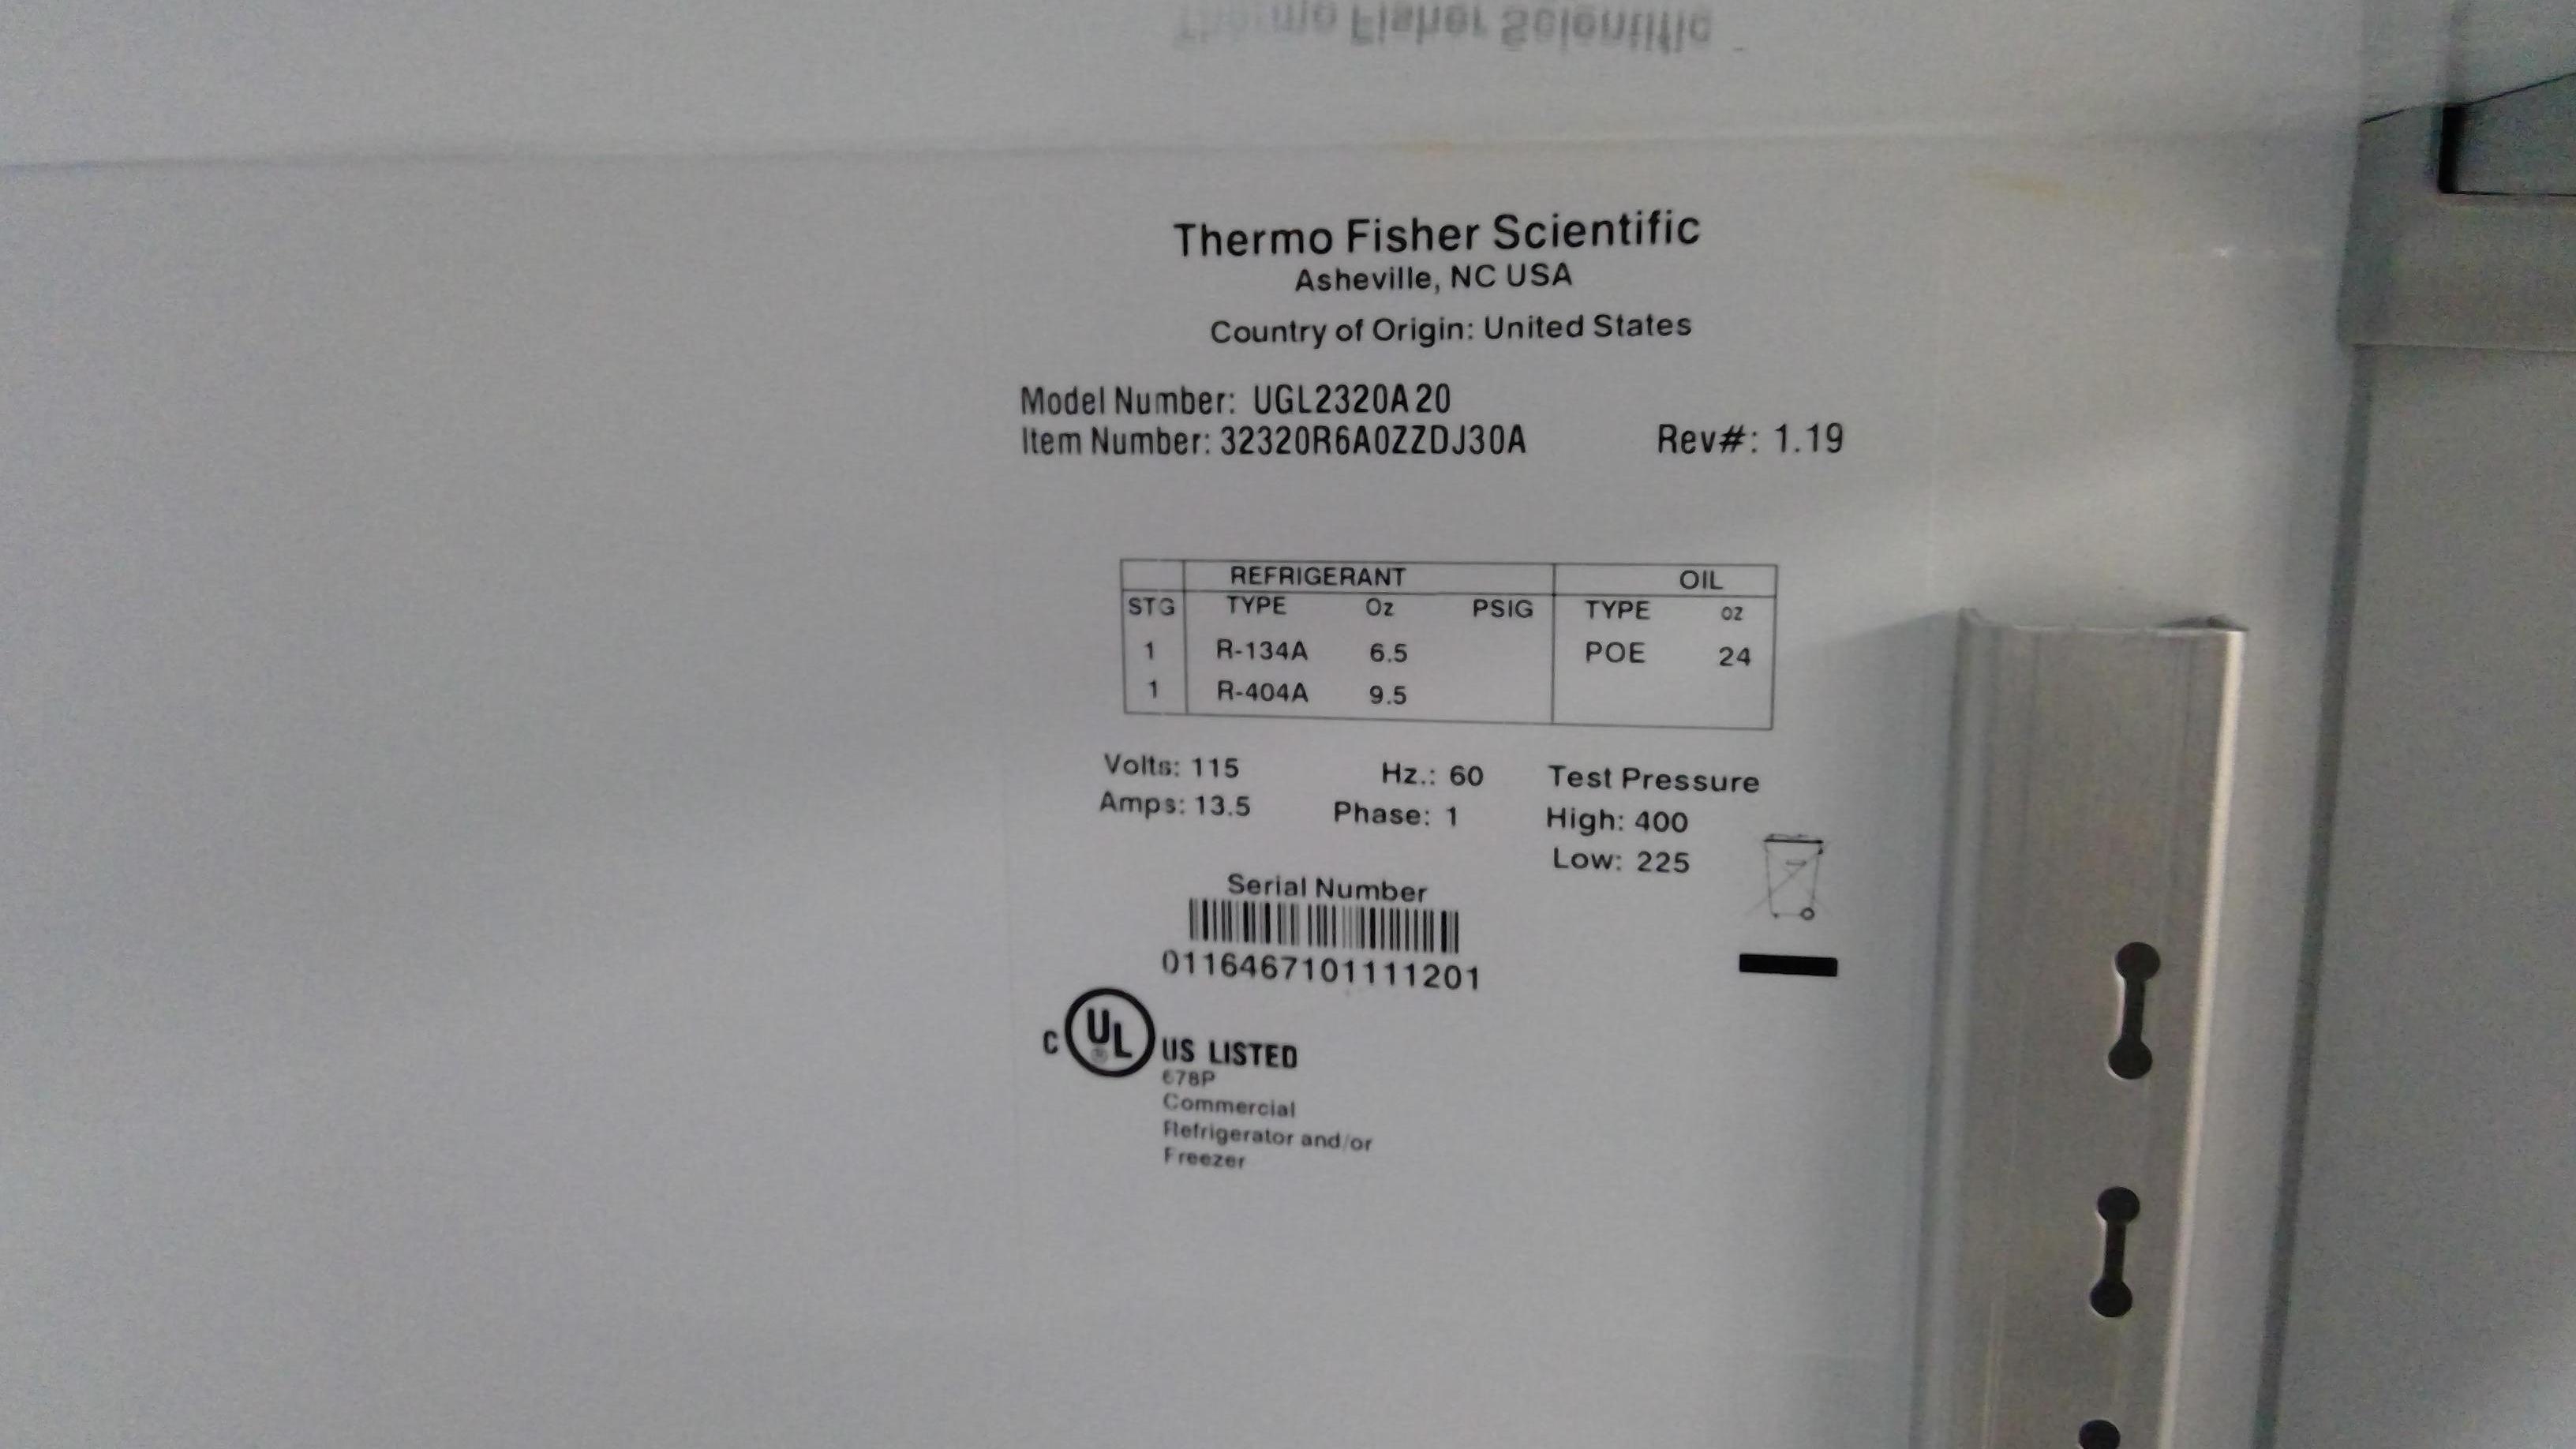 Thermo Fisher Scientific
Thermo Fisher Scientific
Asheville, NC USA
Country of Origin: United States
Model Number: UGL2320A20
Item Number: 32320R6A0ZZDJ30A Rev#: 1.19
REFRIGERANT OIL
STG TYPE Oz PSIG TYPE oz
1 R-134A 6.5 POE 24
1 R-404A 9.5
Volts: 115 Hz.: 60 Test Pressure
Amps: 13.5 Phase: 1 High: 400
Low: 225
Serial Number
0116467101111201
C UL ® US LISTED
678P
Commercial
Refrigerator and/or
Freezer